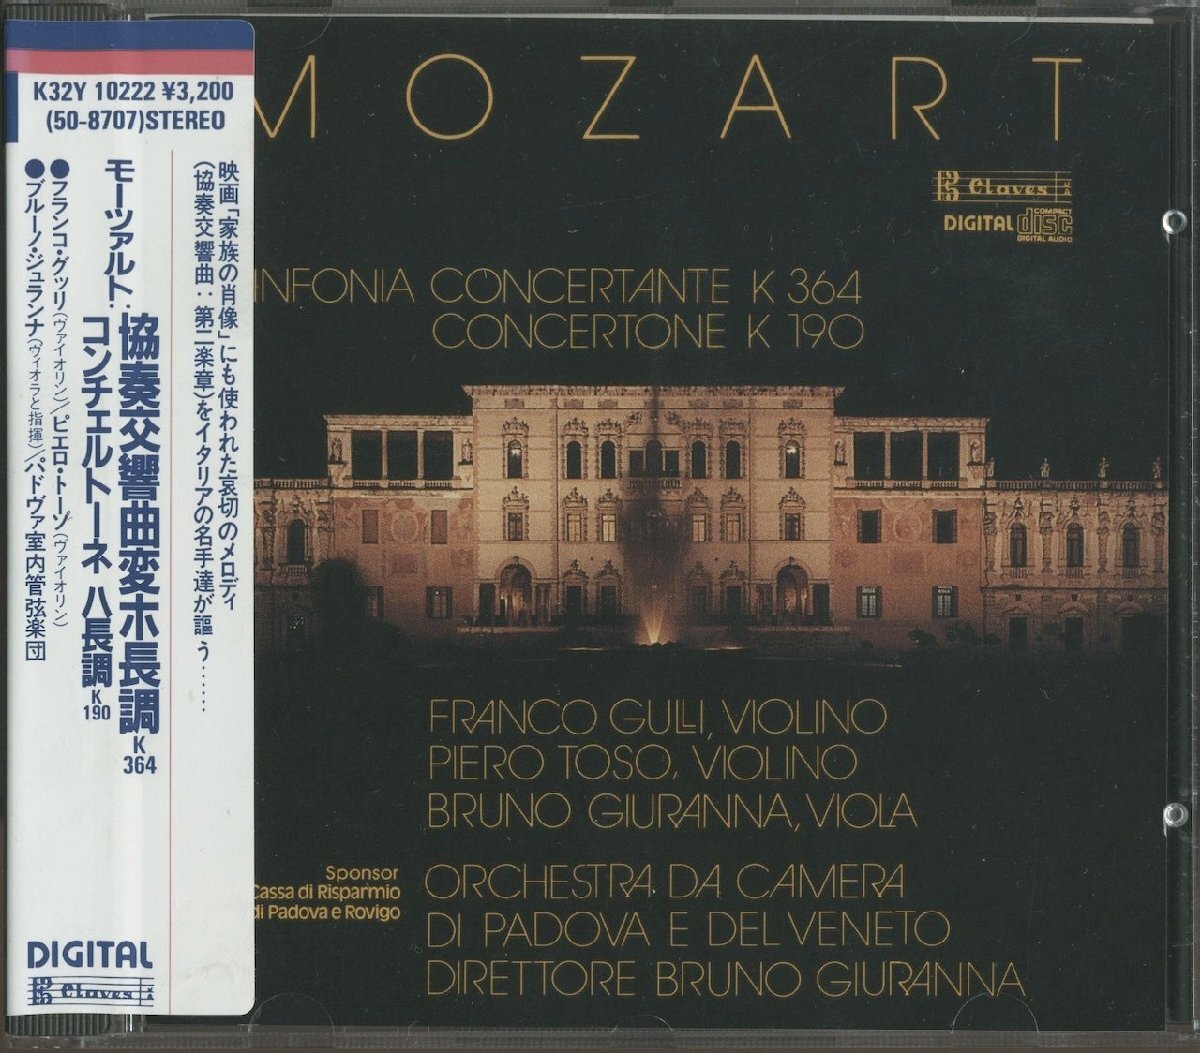 K32Y 10222 ¥3,200
(50-8707)STEREO
映画「家族の肖像」にも使われた哀切のメロディ
(協奏交響曲:第二楽章)をイタリアの名手達が謳う……
モーツァルト:協奏交響曲変ホ長調 K 364
コンチェルトーネ ハ長調 K 190
●フランコ・グッリ(ヴァイオリン)/ピエロ・トーゾ(ヴァイオリン)
●ブルーノ・ジュランナ(ヴィオラと指揮)/パドヴァ室内管弦楽団
DIGITAL
Claves
MOZART
Claves
DIGITAL COMPACT disc
DIGITAL AUDIO
INFONIA CONCERTANTE K 364
CONCERTONE K 190
FRANCO GULLI, VIOLINO
PIERO TOSO, VIOLINO
BRUNO GIURANNA, VIOLA
Sponsor
Cassa di Risparmio
di Padova e Rovigo
ORCHESTRA DA CAMERA
DI PADOVA E DEL VENETO
DIRETTORE BRUNO GIURANNA